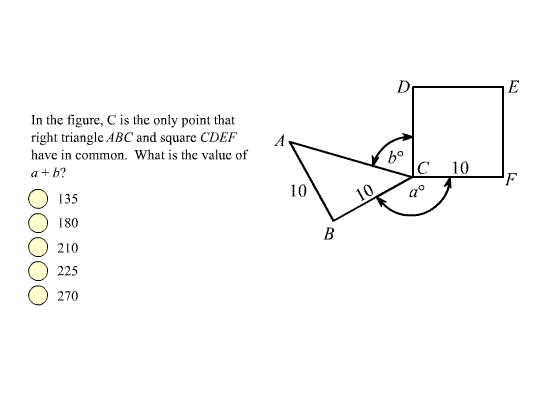 In the figure, C is the only point that
right triangle ABC and square CDEF
have in common. What is the value of
a + b?
135
180
210
225
270
D
E
A
b°
C
10
F
10
10
a°
B